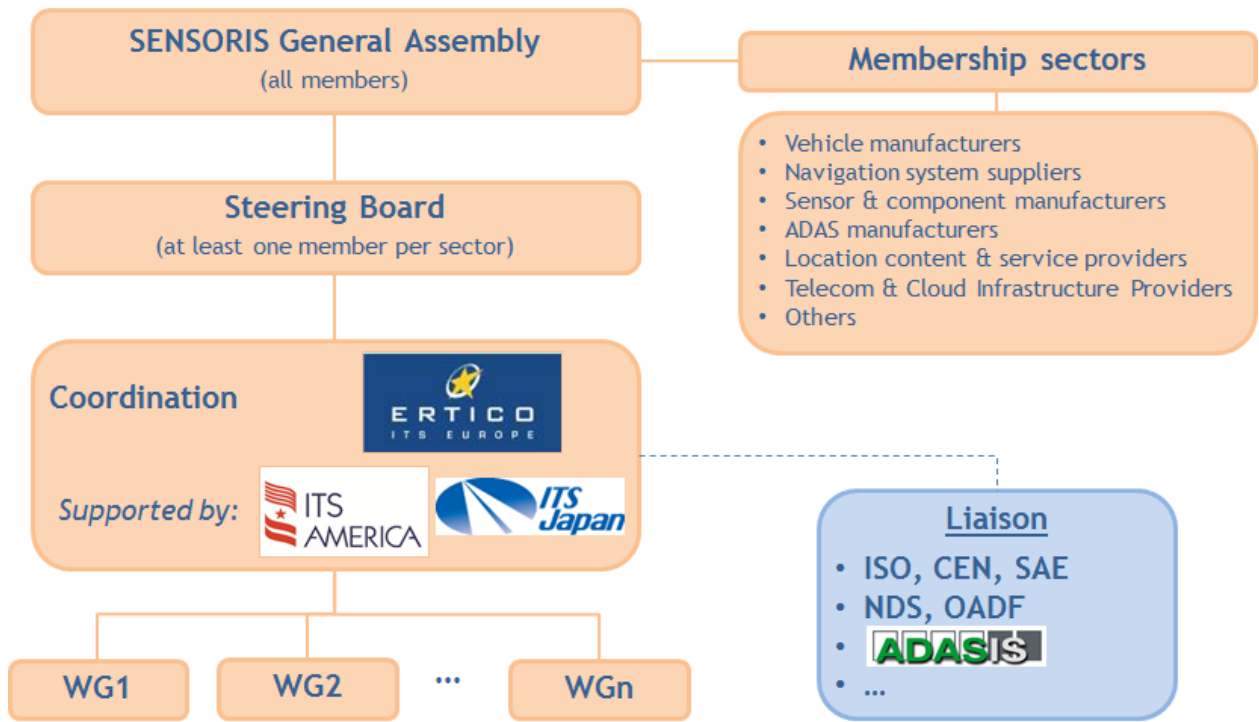 SENSORIS General Assembly
(all members)
Membership sectors
• Vehicle manufacturers
• Navigation system suppliers
• Sensor & component manufacturers
• ADAS manufacturers
• Location content & service providers
• Telecom & Cloud Infrastructure Providers
• Others
Steering Board
(at least one member per sector)
Coordination
ERTICO
ITS EUROPE
Supported by:
ITS
AMERICA
ITS
Japan
Liaison
• ISO, CEN, SAE
• NDS, OADF
• ADASIS
• ...
WG1
WG2
...
WGn